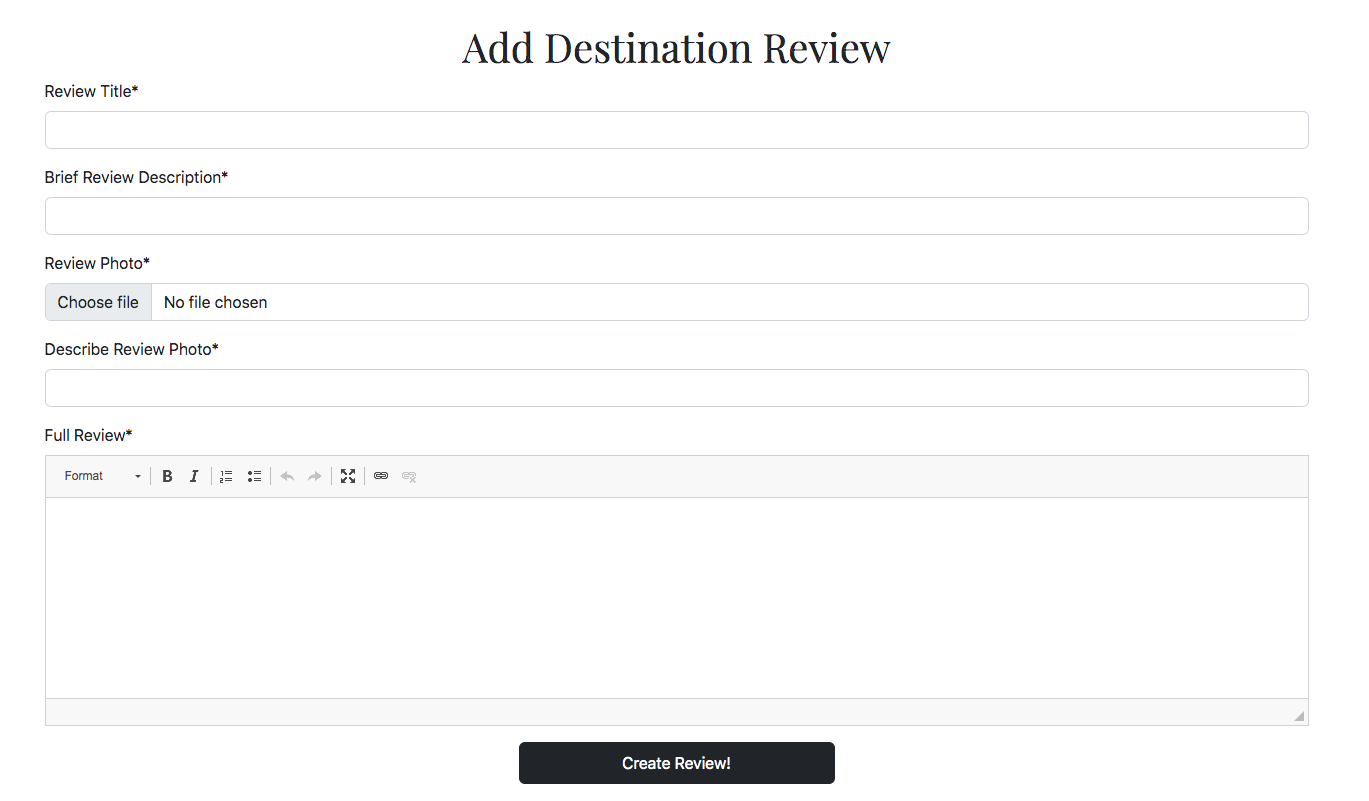 Add Destination Review
Review Title*
Brief Review Description*
Review Photo*
Choose file No file chosen
Describe Review Photo*
Full Review*
Format B I
Create Review!